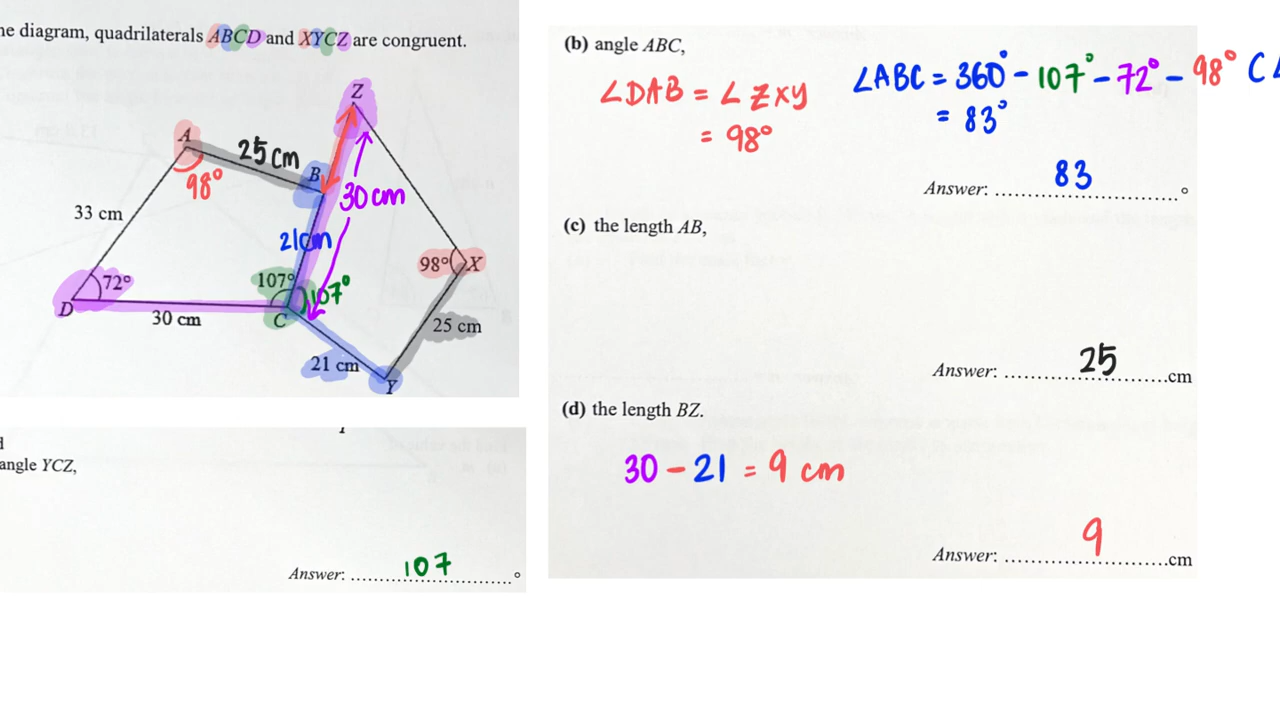 he diagram, quadrilaterals ABCD and XYCZ are congruent.
Z
A
25 cm
B
98°
30 cm
33 cm
21cm
98°
X
72°
107°
107°
D
30 cm
C
25 cm
21 cm
Y
angle YCZ,
Answer: 107°
(b) angle ABC,
∠DAB = ∠ZXY
= 98°
∠ABC = 360° - 107° - 72° - 98°
= 83°
Answer: 83°
(c) the length AB,
Answer: 25 cm
(d) the length BZ.
30 - 21 = 9 cm
Answer: 9 cm